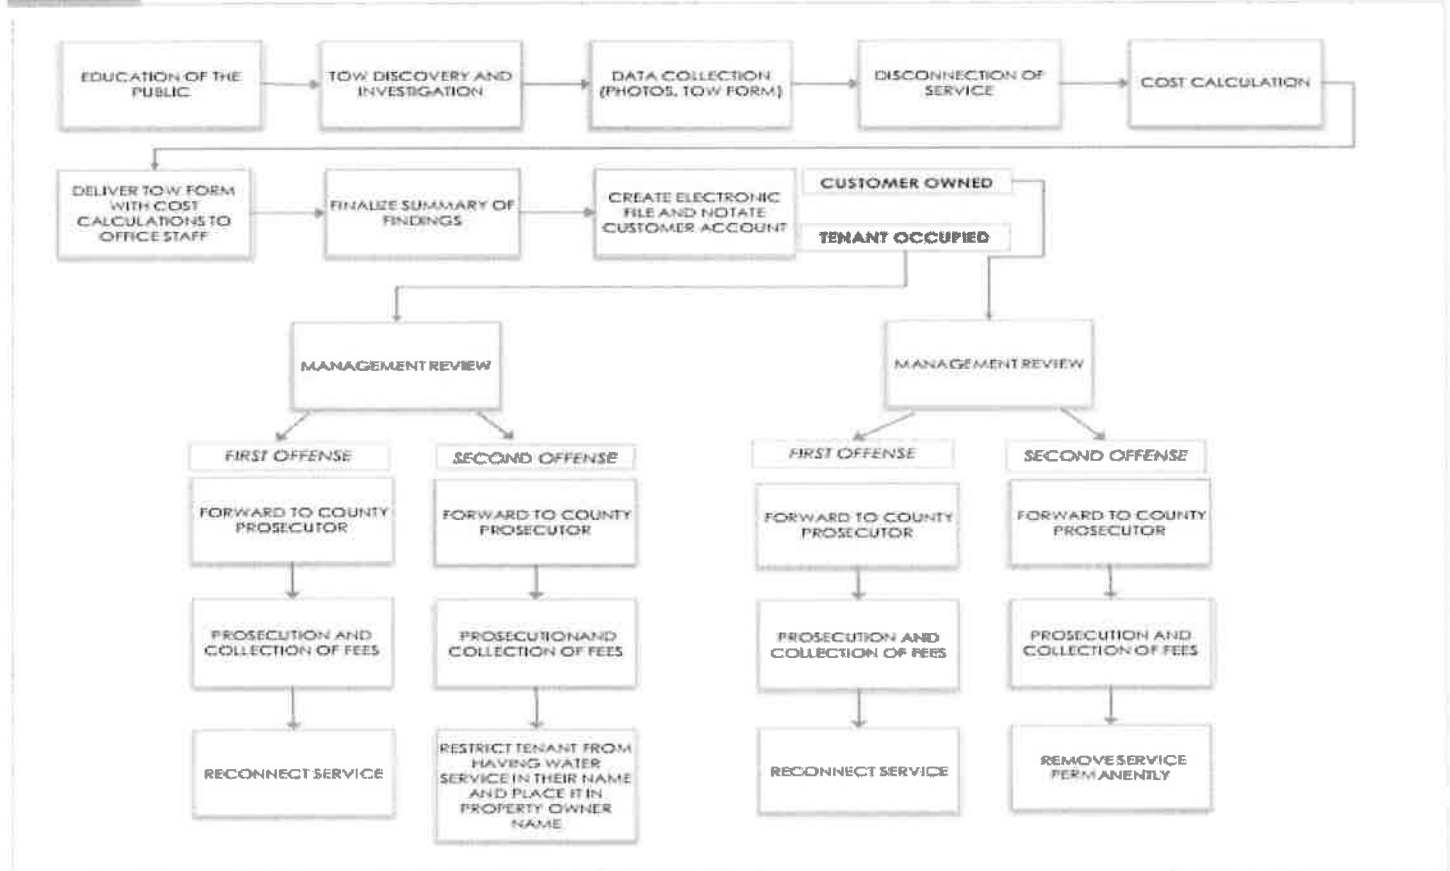 EDUCATION OF THE
PUBLIC
TOW DISCOVERY AND
INVESTIGATION
DATA COLLECTION
(PHOTOS, TOW FORM)
DISCONNECTION OF
SERVICE
COST CALCULATION
DELIVER TOW FORM
WITH COST
CALCULATIONS TO
OFFICE STAFF
FINALIZE SUMMARY OF
FINDINGS
CREATE ELECTRONIC
FILE AND NOTATE
CUSTOMER ACCOUNT
CUSTOMER OWNED
TENANT OCCUPIED
MANAGEMENT REVIEW
FIRST OFFENSE
SECOND OFFENSE
FORWARD TO COUNTY
PROSECUTOR
FORWARD TO COUNTY
PROSECUTOR
PROSECUTION AND
COLLECTION OF FEES
PROSECUTIONAND
COLLECTION OF FEES
RECONNECT SERVICE
RESTRICT TENANT FROM
HAVING WATER
SERVICE IN THEIR NAME
AND PLACE IT IN
PROPERTY OWNER
NAME
MANAGEMENT REVIEW
FIRST OFFENSE
SECOND OFFENSE
FORWARD TO COUNTY
PROSECUTOR
FORWARD TO COUNTY
PROSECUTOR
PROSECUTION AND
COLLECTION OF FEES
PROSECUTION AND
COLLECTION OF FEES
RECONNECT SERVICE
REMOVE SERVICE
PERM ANENTLY